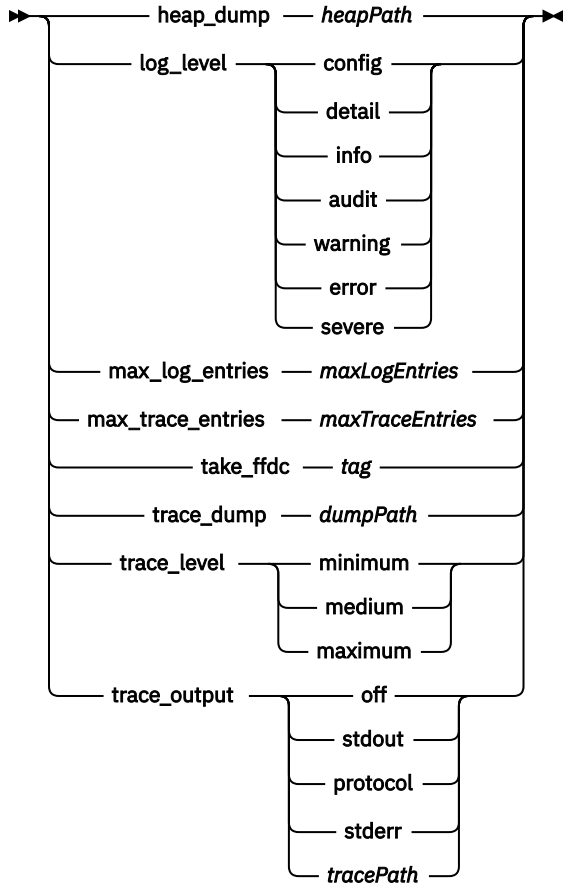 heap_dump heapPath
log_level config
detail
info
audit
warning
error
severe
max_log_entries maxLogEntries
max_trace_entries maxTraceEntries
take_ffdc tag
trace_dump dumpPath
trace_level minimum
medium
maximum
trace_output off
stdout
protocol
stderr
tracePath